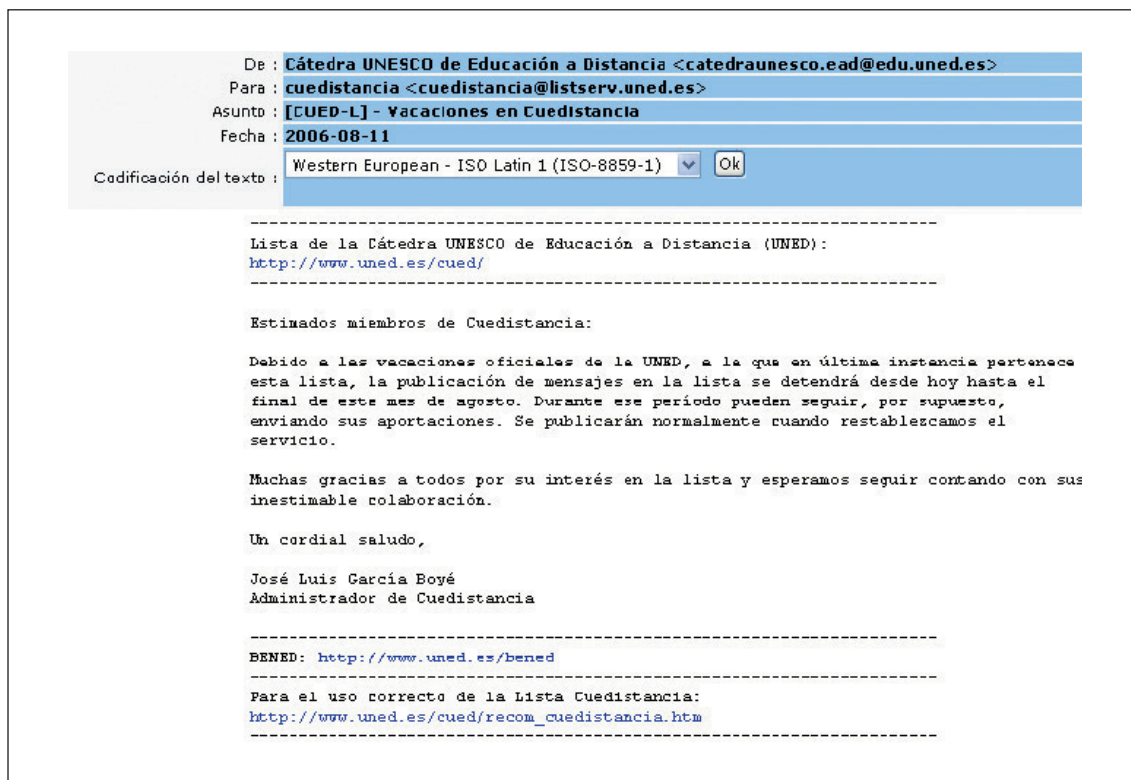 De : Cátedra UNESCO de Educación a Distancia <catedraunesco.ead@edu.uned.es>
Para : cuedistancia <cuedistancia@listserv.uned.es>
Asunto : [CUED-L] - Vacaciones en Cuedistancia
Fecha : 2006-08-11
Codificación del texto : Western European - ISO Latin 1 (ISO-8859-1) Ok
----------------------------------------------------------------------
Lista de la Cátedra UNESCO de Educación a Distancia (UNED):
http://www.uned.es/cued/
----------------------------------------------------------------------
Estimados miembros de Cuedistancia:
Debido a las vacaciones oficiales de la UNED, a la que en última instancia pertenece
esta lista, la publicación de mensajes en la lista se detendrá desde hoy hasta el
final de este mes de agosto. Durante ese período pueden seguir, por supuesto,
enviando sus aportaciones. Se publicarán normalmente cuando restablezcamos el
servicio.
Muchas gracias a todos por su interés en la lista y esperamos seguir contando con sus
inestimable colaboración.
Un cordial saludo,
José Luis García Boyé
Administrador de Cuedistancia
----------------------------------------------------------------------
BENED: http://www.uned.es/bened
----------------------------------------------------------------------
Para el uso correcto de la Lista Cuedistancia:
http://www.uned.es/cued/recom_cuedistancia.htm
----------------------------------------------------------------------